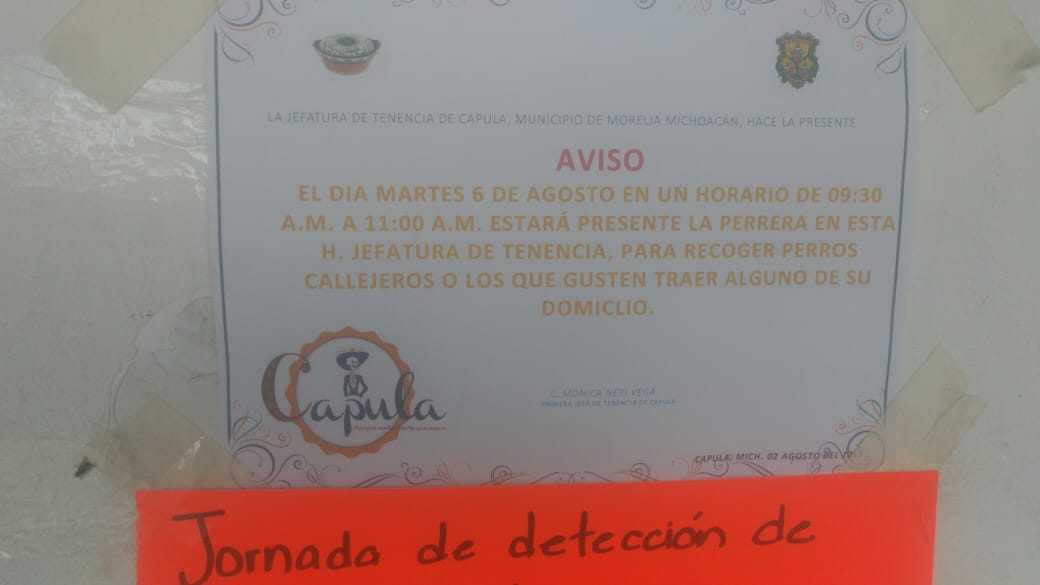 LA JEFATURA DE TENENCIA DE CAPULA, MUNICIPIO DE MORELIA MICHOACÁN, HACE LA PRESENTE
AVISO
EL DIA MARTES 6 DE AGOSTO EN UN HORARIO DE 09:30
A.M. A 11:00 A.M. ESTARÁ PRESENTE LA PERRERA EN ESTA
H. JEFATURA DE TENENCIA, PARA RECOGER PERROS
CALLEJEROS O LOS QUE GUSTEN TRAER ALGUNO DE SU
DOMICLIO.
Capula
C. MONICA NERI VEGA
PRIMERA JEFA DE TENENCIA DE CAPULA
CAPULA, MICH. 02 AGOSTO DEL
Jornada de detección de